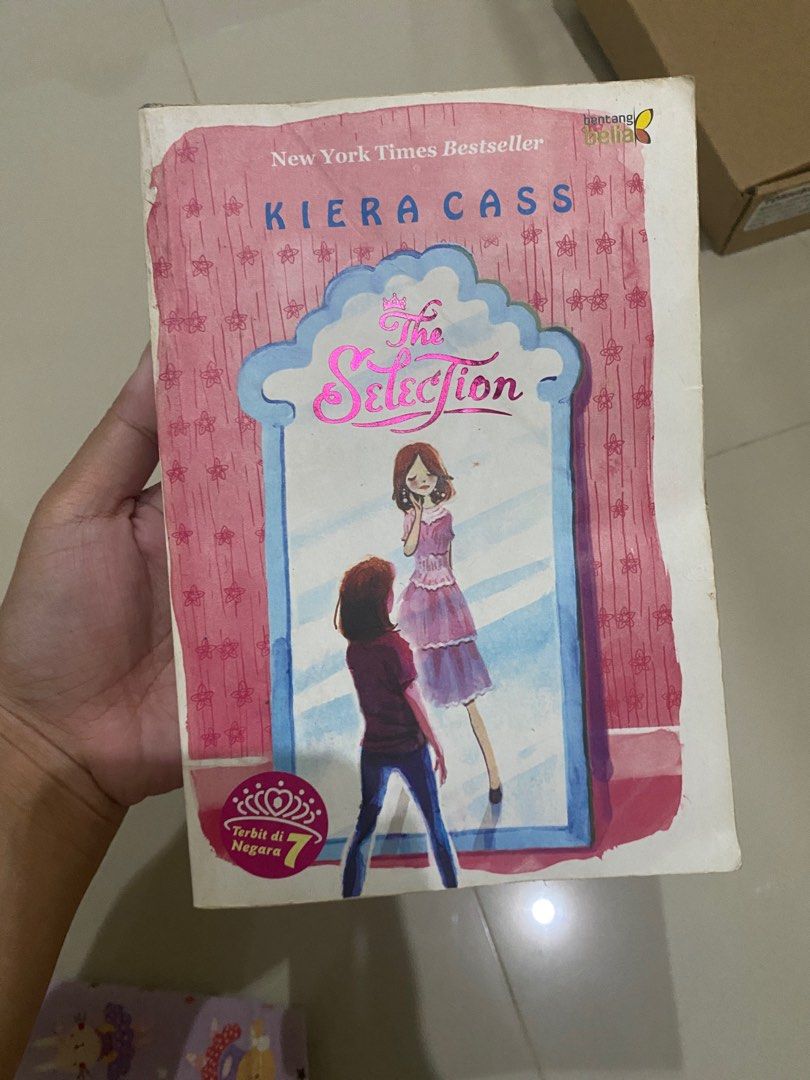 bentang
belia
New York Times Bestseller
KIERA CASS
The
Selection
Terbit di
Negara 7